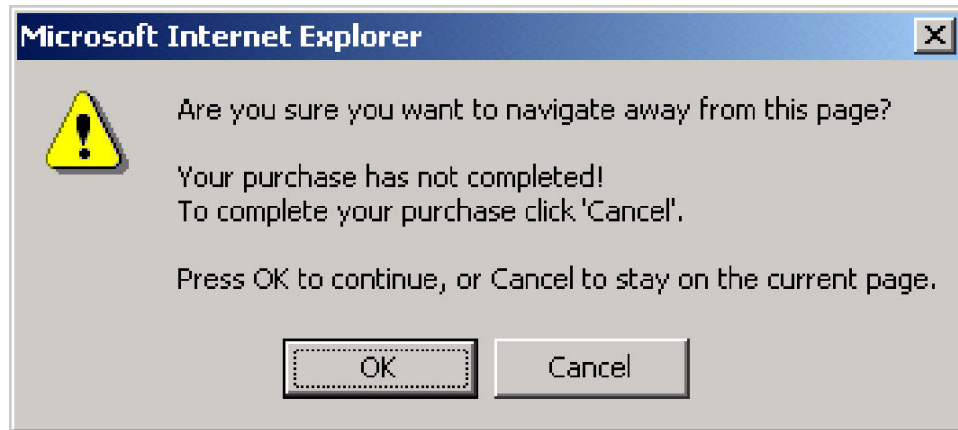 Microsoft Internet Explorer
Are you sure you want to navigate away from this page?
Your purchase has not completed!
To complete your purchase click 'Cancel'.
Press OK to continue, or Cancel to stay on the current page.
OK
Cancel